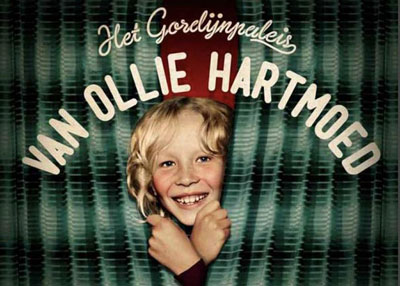 Het Gordijnpaleis
VAN OLLIE HARTMOED